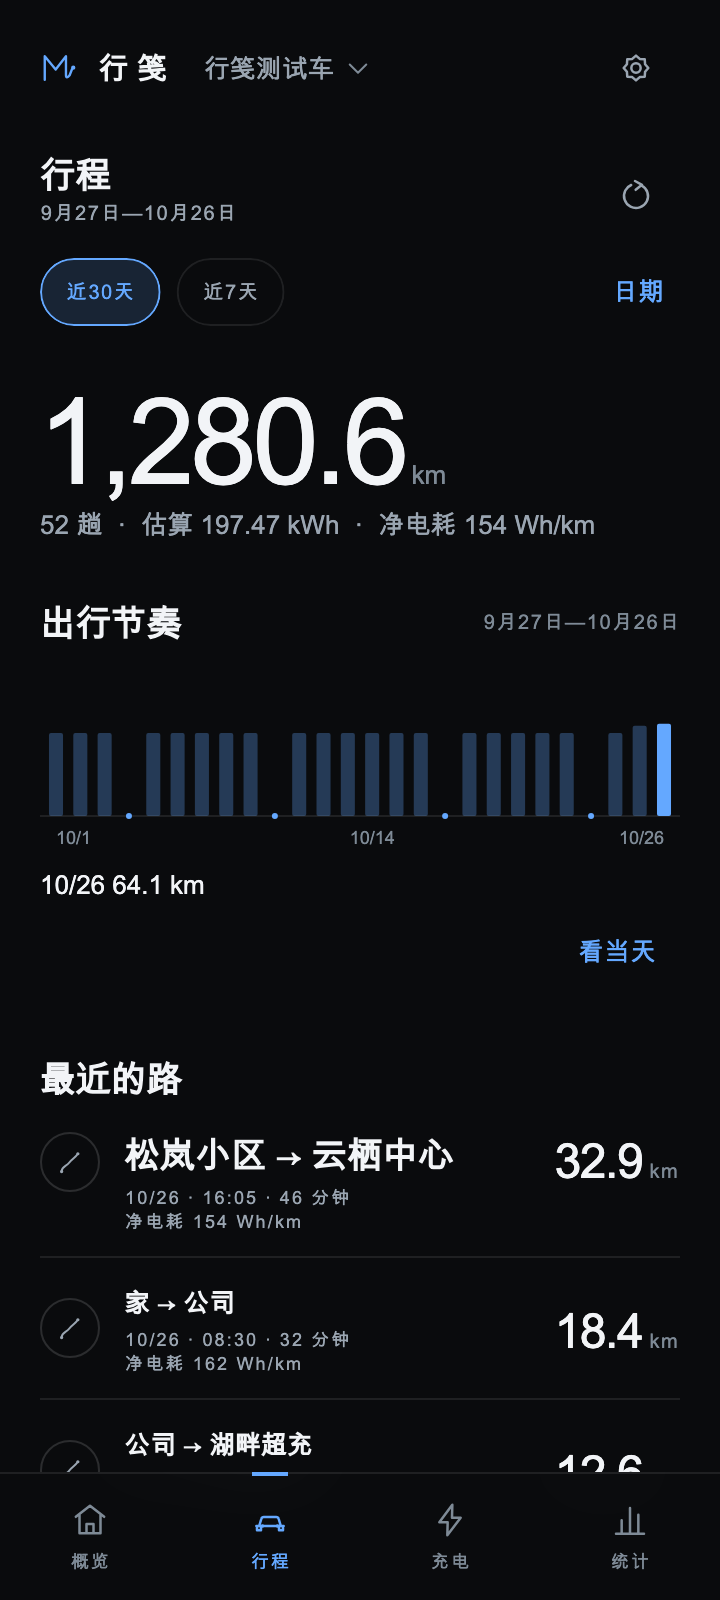 行笺 行笺测试车
行程
9月27日—10月26日
近30天 近7天 日期
1,280.6 km
52 趟 · 估算 197.47 kWh · 净电耗 154 Wh/km
出行节奏 9月27日—10月26日
10/1 10/14 10/26
10/26 64.1 km
看当天
最近的路
松岚小区 → 云栖中心 32.9 km
10/26 · 16:05 · 46 分钟
净电耗 154 Wh/km
家 → 公司 18.4 km
10/26 · 08:30 · 32 分钟
净电耗 162 Wh/km
公司 → 湖畔超充 12.6
概览 行程 充电 统计